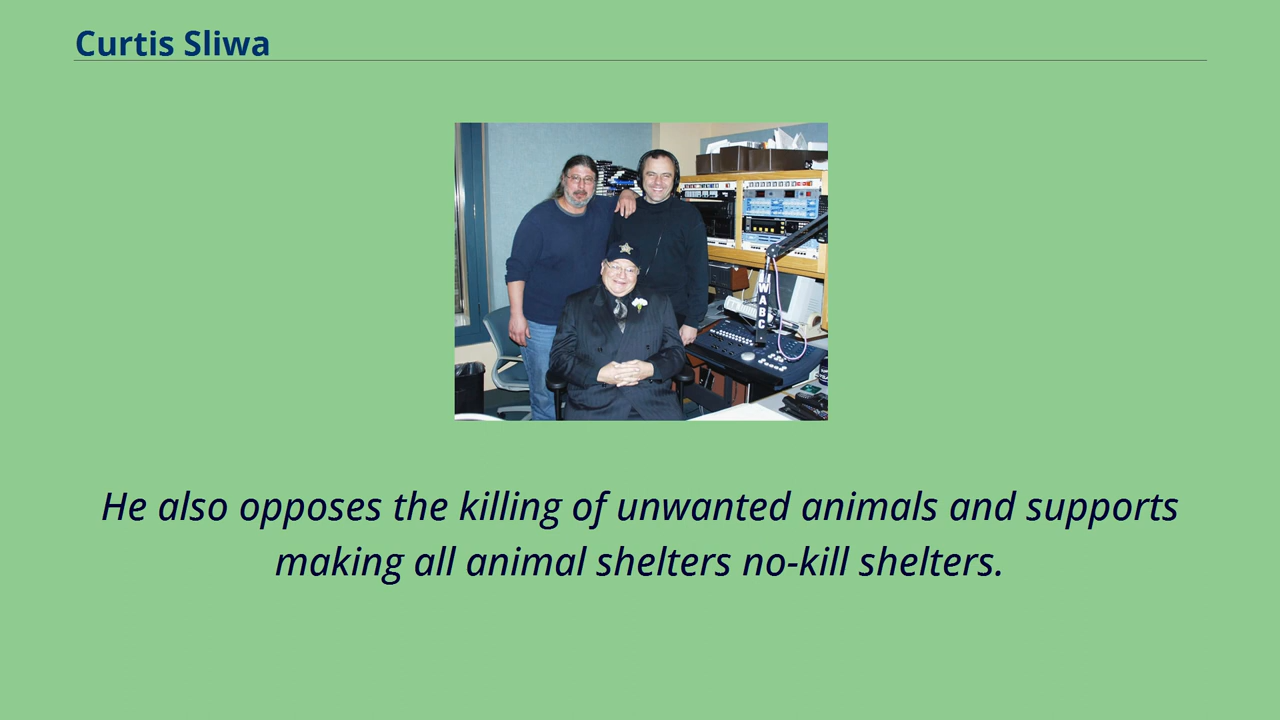 Curtis Sliwa
WABC
He also opposes the killing of unwanted animals and supports
making all animal shelters no-kill shelters.